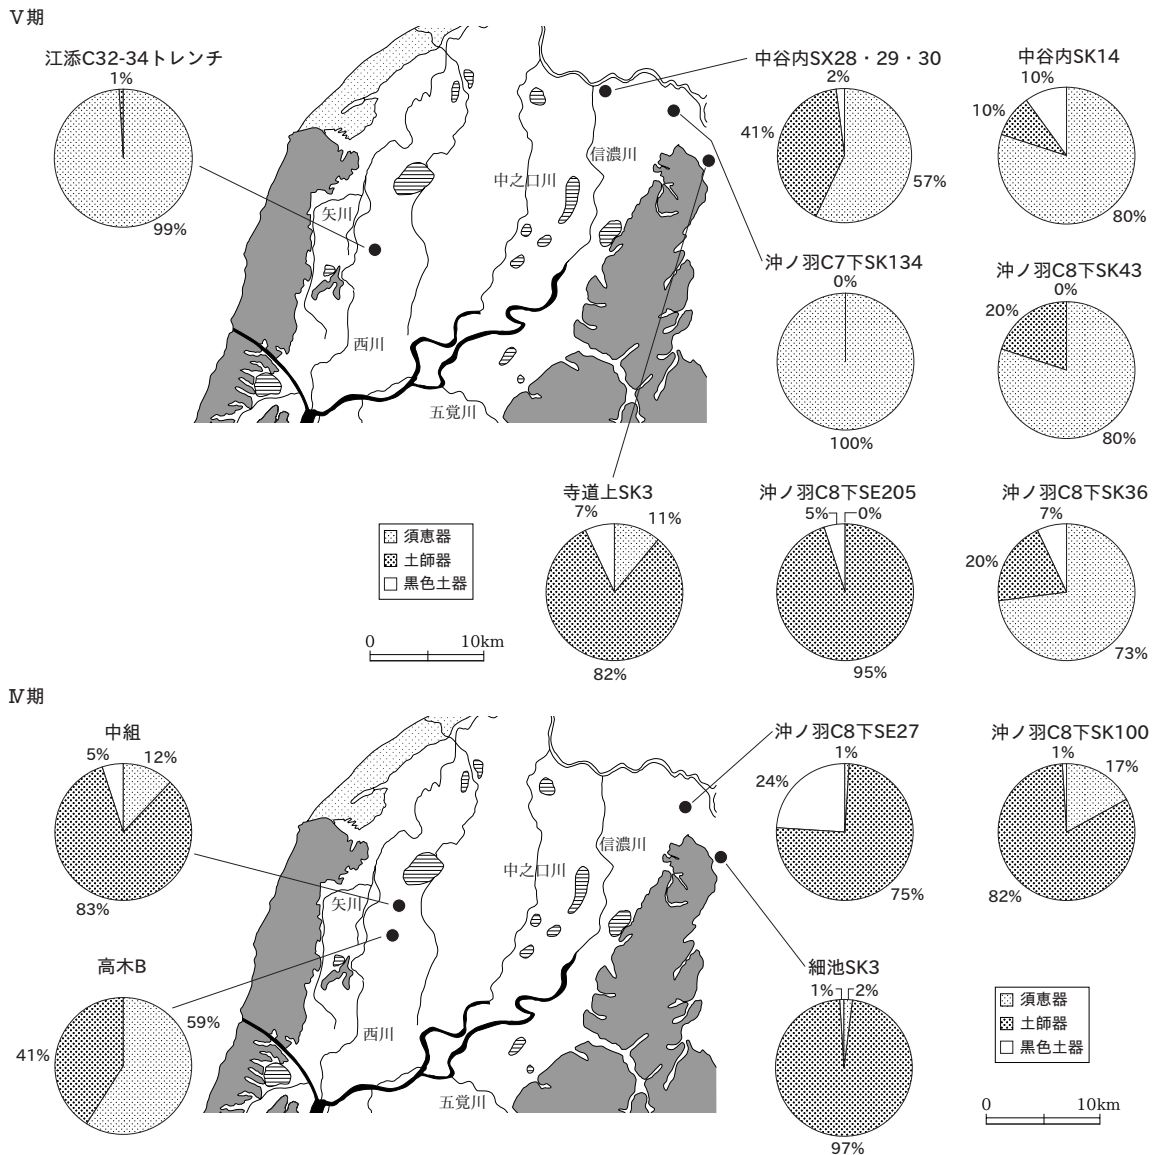 Ⅴ期
江添C32-34トレンチ
1%
99%
中谷内SX28・29・30
2%
41%
57%
中谷内SK14
10%
10%
80%
信濃川
中之口川
矢川
西川
五覚川
沖ノ羽C7下SK134
0%
100%
沖ノ羽C8下SK43
0%
20%
80%
寺道上SK3
7%
11%
82%
沖ノ羽C8下SE205
5%
0%
95%
沖ノ羽C8下SK36
7%
20%
73%
須恵器
土師器
黒色土器
0
10km
Ⅳ期
中組
5%
12%
83%
高木B
59%
41%
信濃川
中之口川
矢川
西川
五覚川
沖ノ羽C8下SE27
1%
24%
75%
沖ノ羽C8下SK100
1%
17%
82%
細池SK3
1%
2%
97%
須恵器
土師器
黒色土器
0
10km